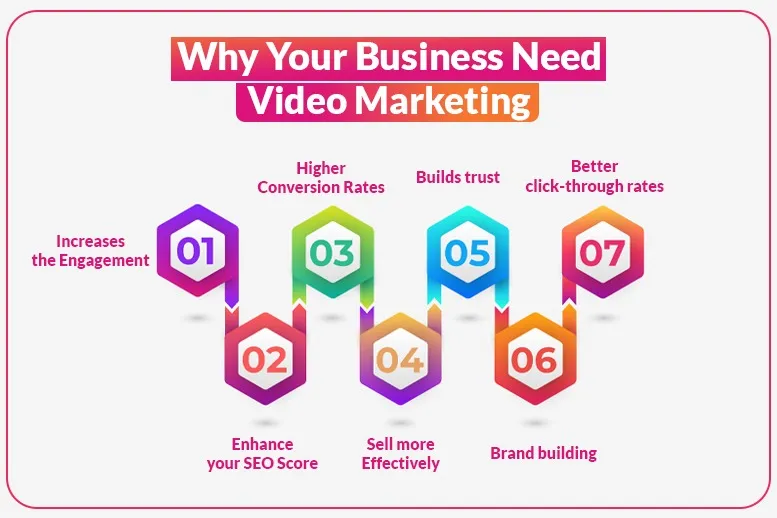 Why Your Business Need
Video Marketing
01
Increases
the Engagement
02
Enhance
your SEO Score
03
Higher
Conversion Rates
04
Sell more
Effectively
05
Builds trust
06
Brand building
07
Better
click-through rates